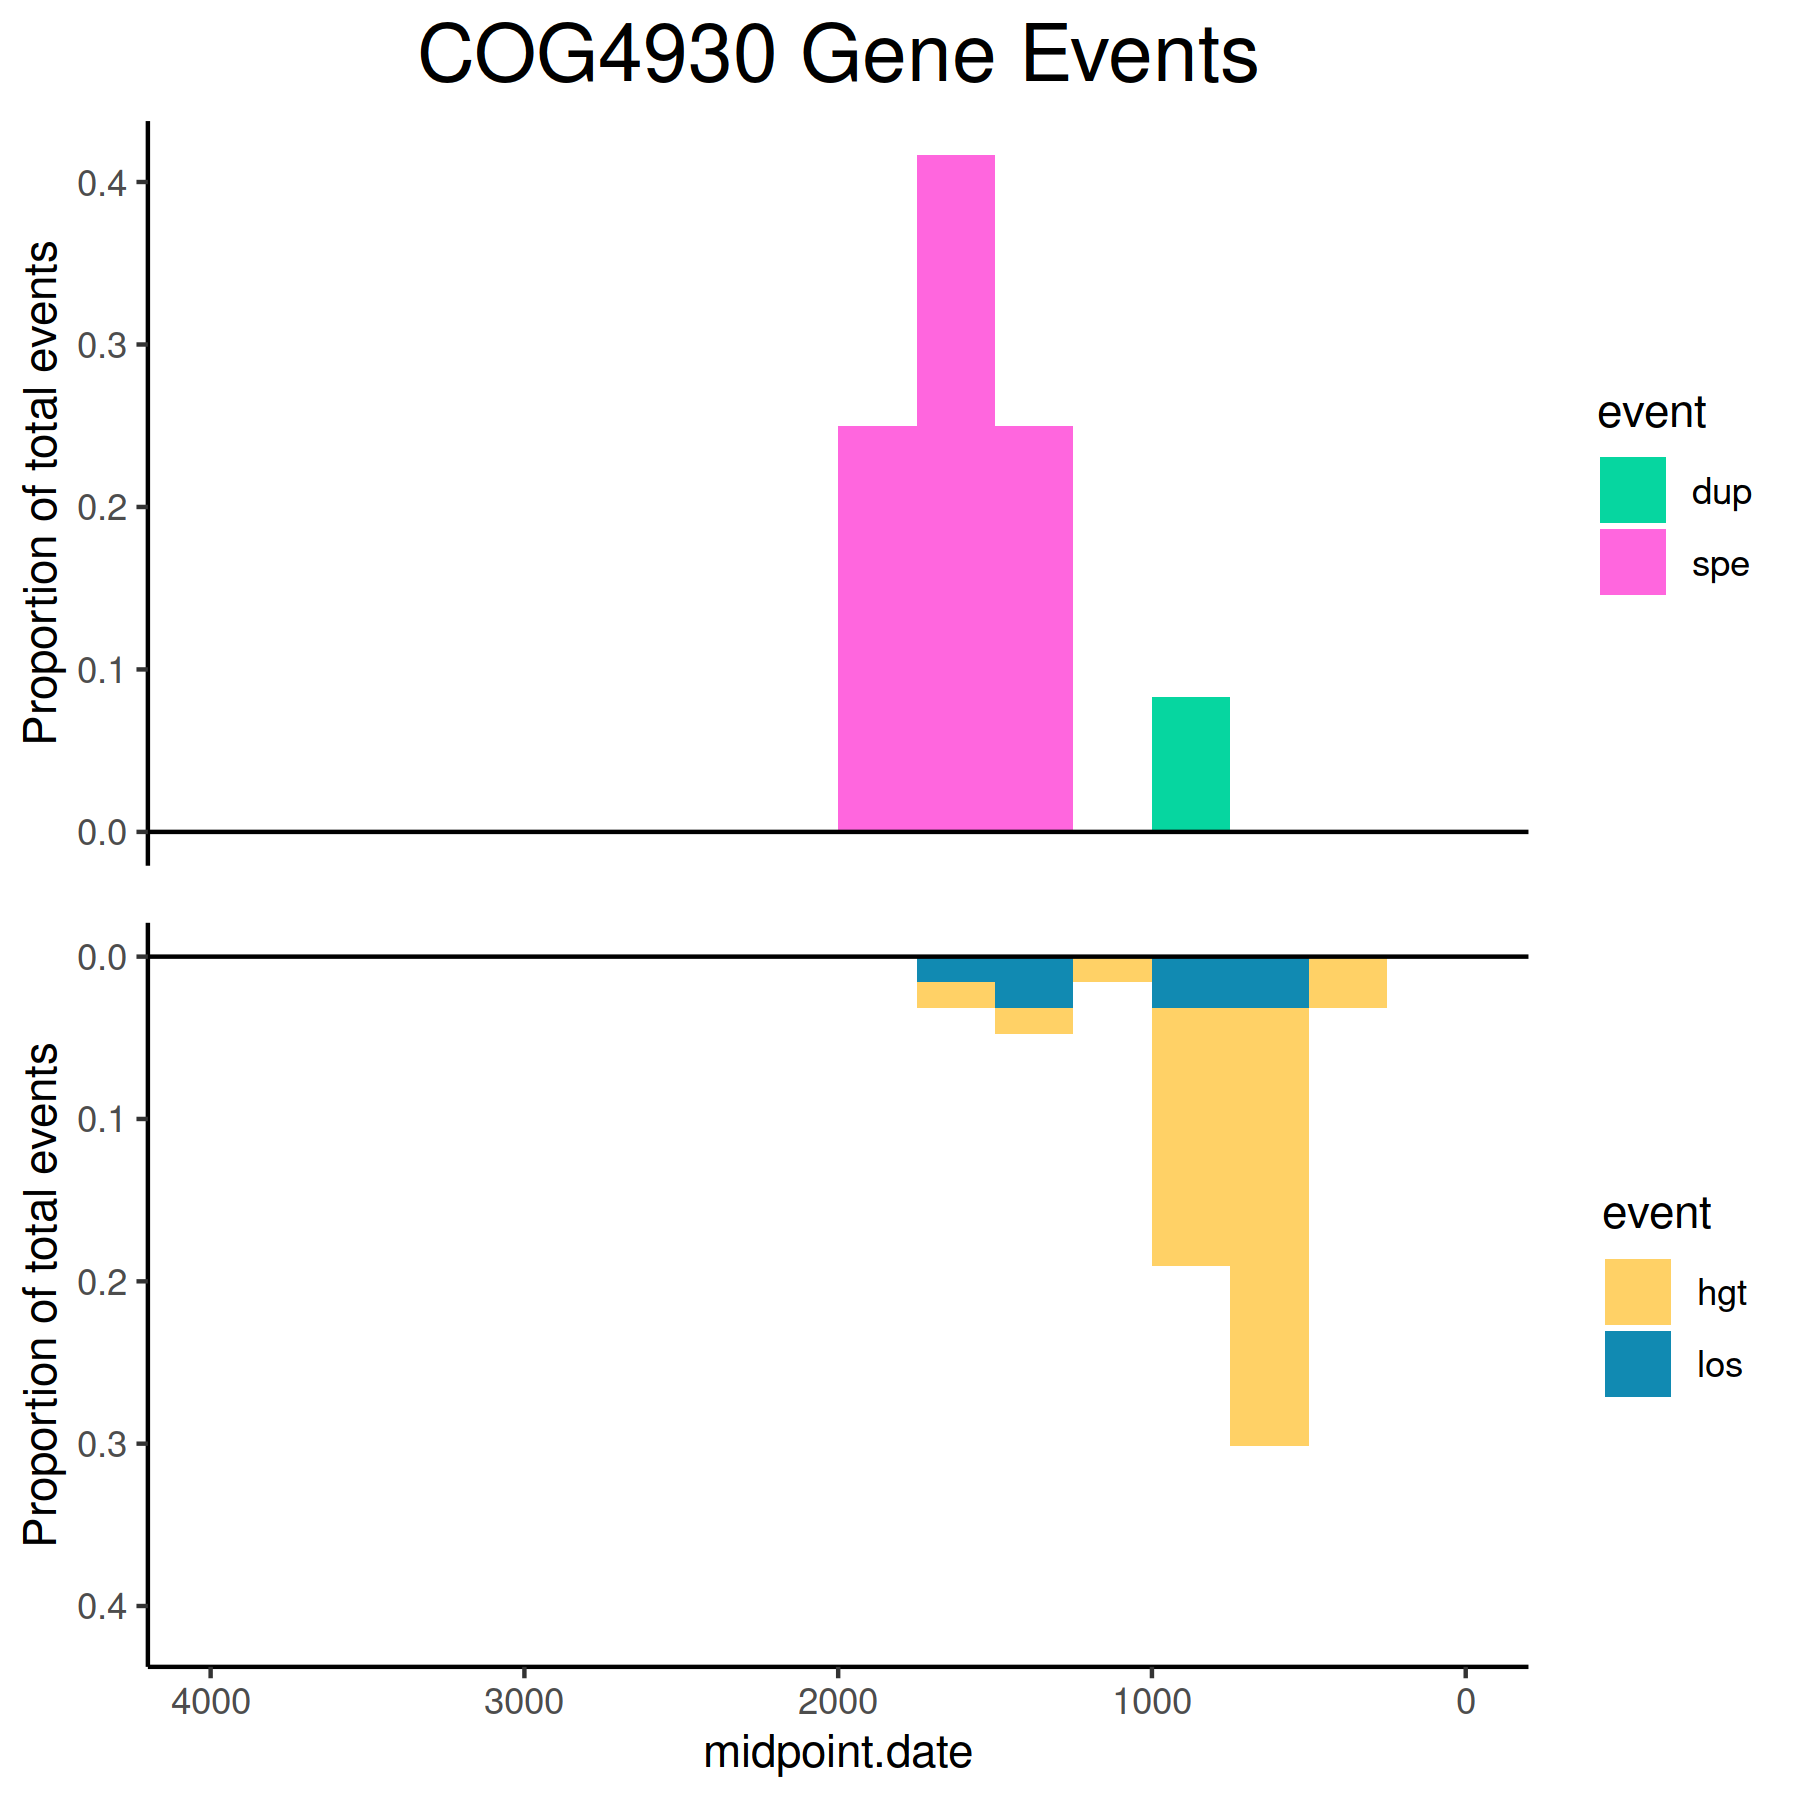 COG4930 Gene Events
Proportion of total events
0.4
0.3
0.2
0.1
0.0
event
dup
spe
Proportion of total events
0.0
0.1
0.2
0.3
0.4
event
hgt
los
4000 3000 2000 1000 0
midpoint.date